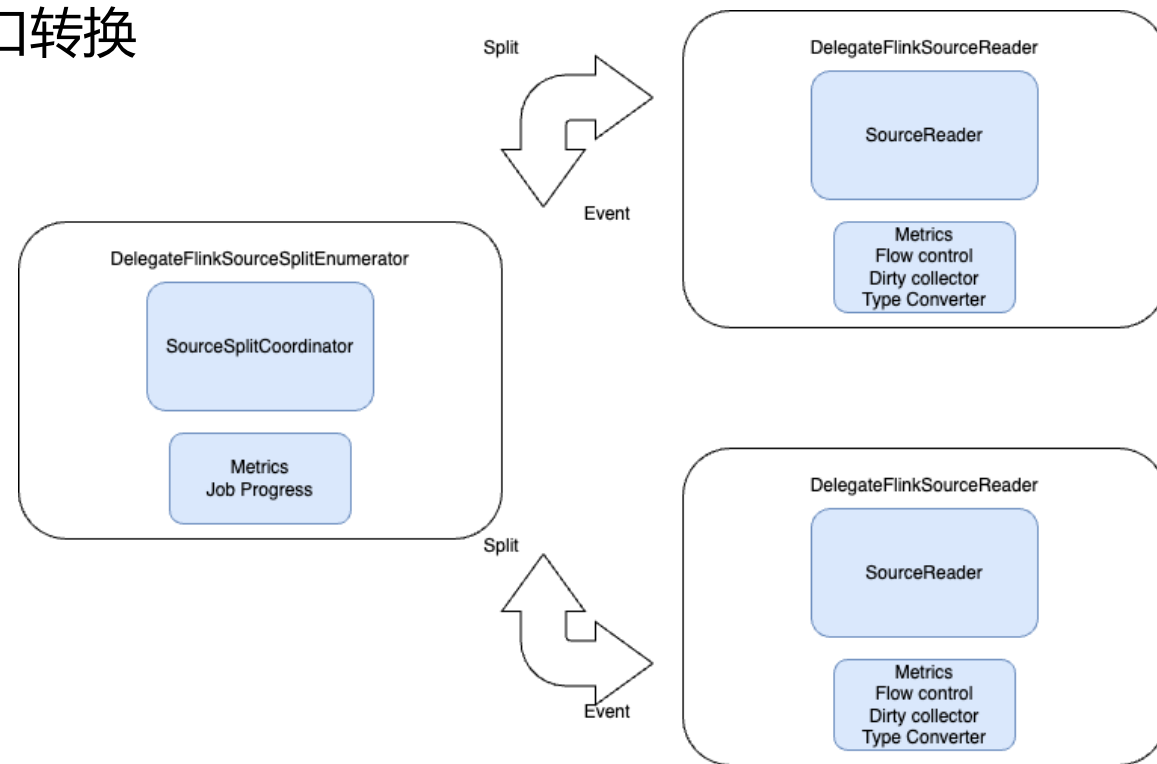 口转换
Split
DelegateFlinkSourceReader
SourceReader
Event
Metrics
Flow control
Dirty collector
Type Converter
DelegateFlinkSourceSplitEnumerator
SourceSplitCoordinator
Metrics
Job Progress
Split
DelegateFlinkSourceReader
SourceReader
Event
Metrics
Flow control
Dirty collector
Type Converter